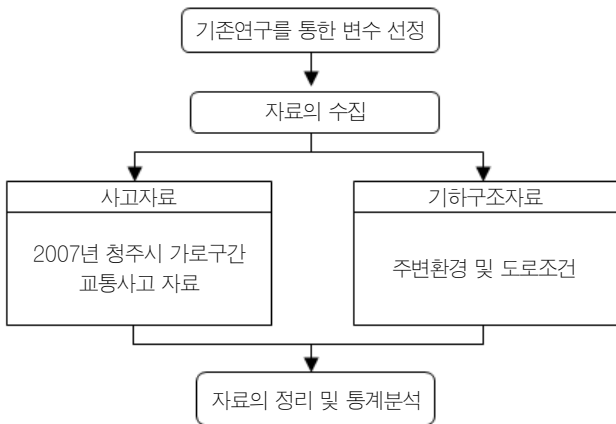 기존연구를 통한 변수 선정
자료의 수집
사고자료
2007년 청주시 가로구간
교통사고 자료
기하구조자료
주변환경 및 도로조건
자료의 정리 및 통계분석